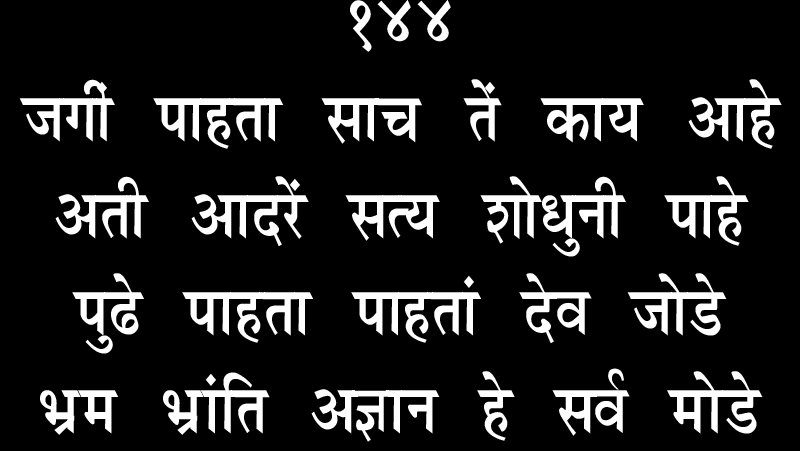 १४४
जगीं पाहता साच तें काय आहे
अती आदरें सत्य शोधुनी पाहे
पुढे पाहता पाहतां देव जोडे
भ्रम भ्रांति अज्ञान हे सर्व मोडे